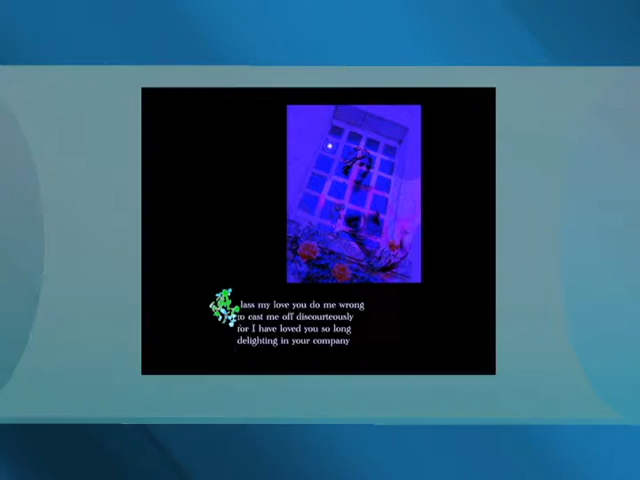 lass my love you do me wrong
to cast me off discourteously
for I have loved you so long
delighting in your company